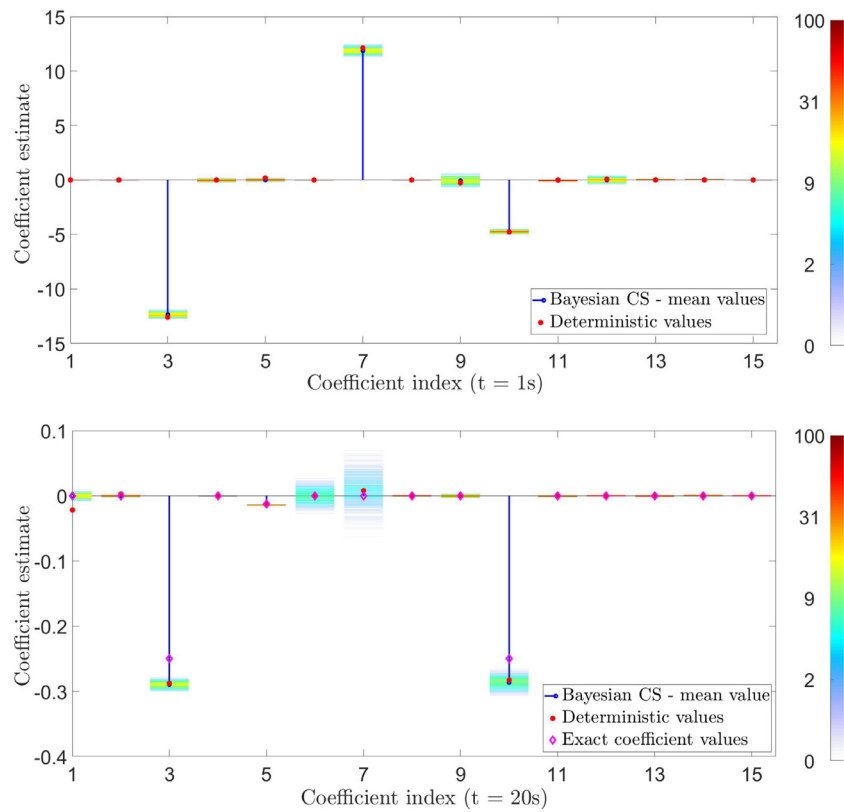 15
10
5
0
-5
-10
-15
Coefficient estimate
1 3 5 7 9 11 13 15
Coefficient index (t = 1s)
Bayesian CS - mean values
Deterministic values
100
31
9
2
0
0.1
0
-0.1
-0.2
-0.3
-0.4
Coefficient estimate
1 3 5 7 9 11 13 15
Coefficient index (t = 20s)
Bayesian CS - mean value
Deterministic values
Exact coefficient values
100
31
9
2
0